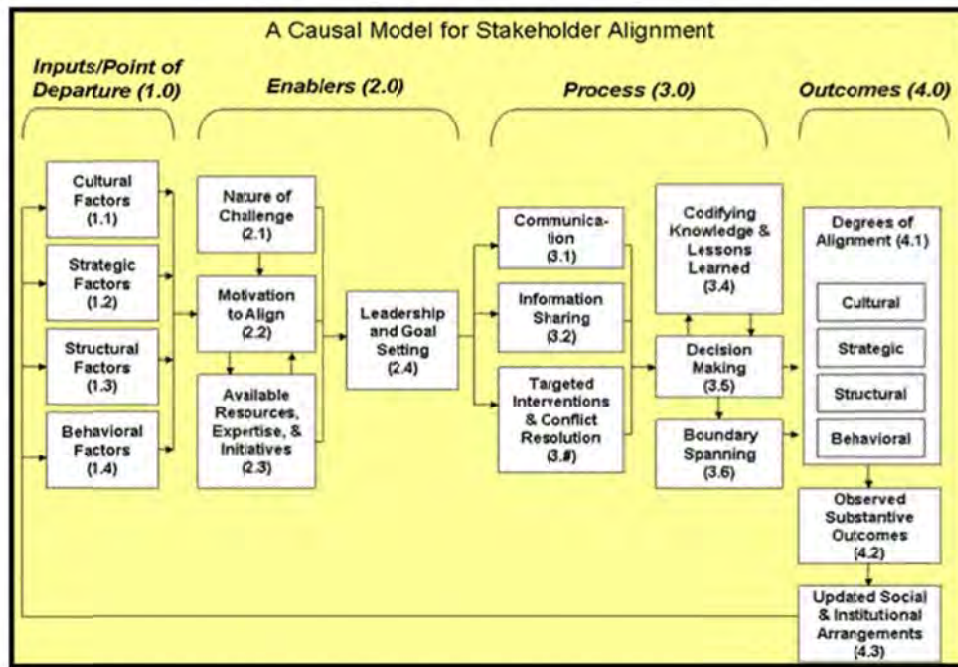 A Causal Model for Stakeholder Alignment
Inputs/Point of
Departure (1.0)
Enablers (2.0)
Process (3.0)
Outcomes (4.0)
Cultural
Factors
(1.1)
Strategic
Factors
(1.2)
Structural
Factors
(1.3)
Behavioral
Factors
(1.4)
Nature of
Challenge
(2.1)
Motivation
to Align
(2.2)
Available
Resources,
Expertise, &
Initiatives
(2.3)
Leadership
and Goal
Setting
(2.4)
Communica-
tion
(3.1)
Information
Sharing
(3.2)
Targeted
Interventions
& Conflict
Resolution
(3.#)
Codifying
Knowledge &
Lessons
Learned
(3.4)
Decision
Making
(3.5)
Boundary
Spanning
(3.6)
Degrees of
Alignment (4.1)
Cultural
Strategic
Structural
Behavioral
Observed
Substantive
Outcomes
(4.2)
Updated Social
& Institutional
Arrangements
(4.3)